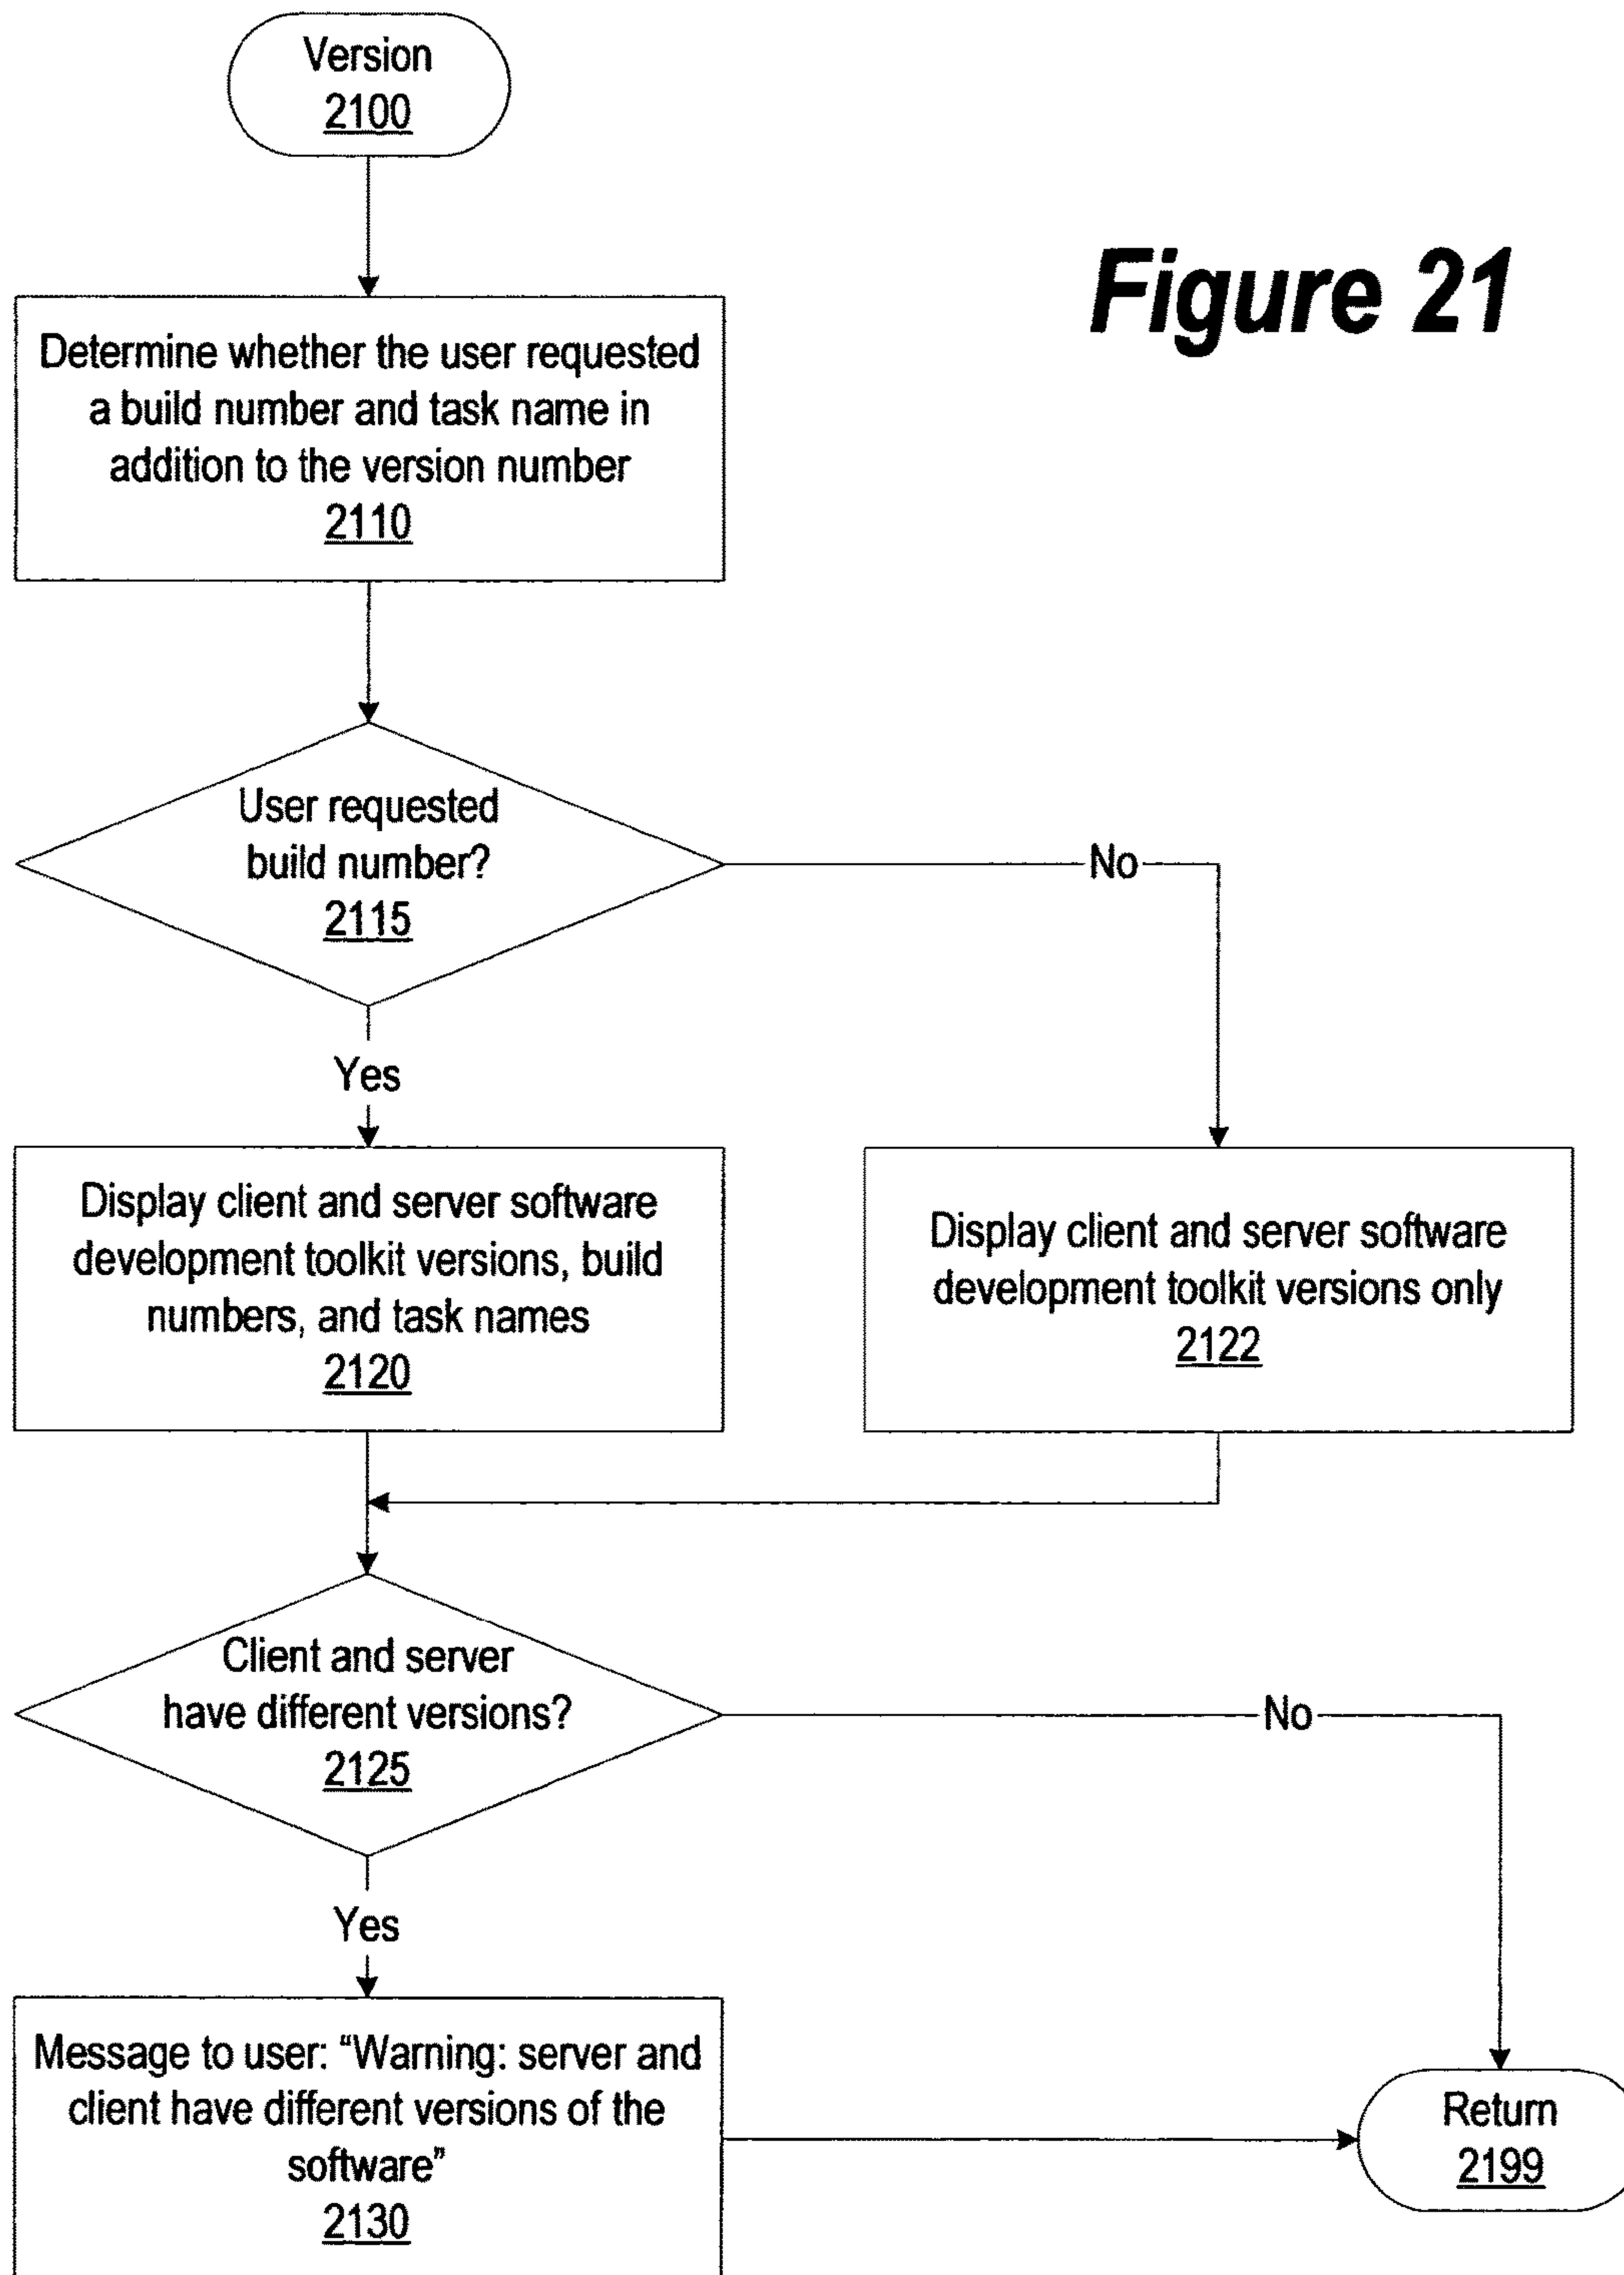 Version
2100
Figure 21
Determine whether the user requested
a build number and task name in
addition to the version number
2110
User requested
build number?
2115
No
Yes
Display client and server software
development toolkit versions, build
numbers, and task names
2120
Display client and server software
development toolkit versions only
2122
Client and server
have different versions?
2125
No
Yes
Message to user: “Warning: server and
client have different versions of the
software”
2130
Return
2199